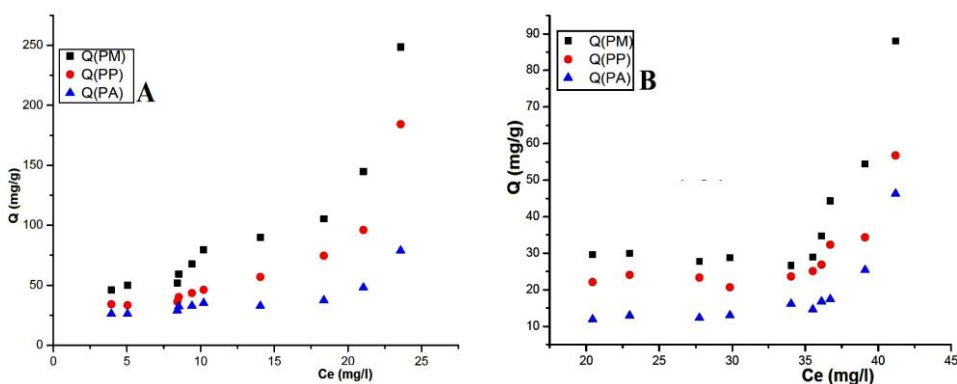 250
200
150
100
50
0
Q (mg/g)
Q(PM)
Q(PP)
Q(PA)
A
0 5 10 15 20 25
Ce (mg/l)
90
80
70
60
50
40
30
20
10
Q (mg/g)
Q(PM)
Q(PP)
Q(PA)
B
20 25 30 35 40 45
Ce (mg/l)